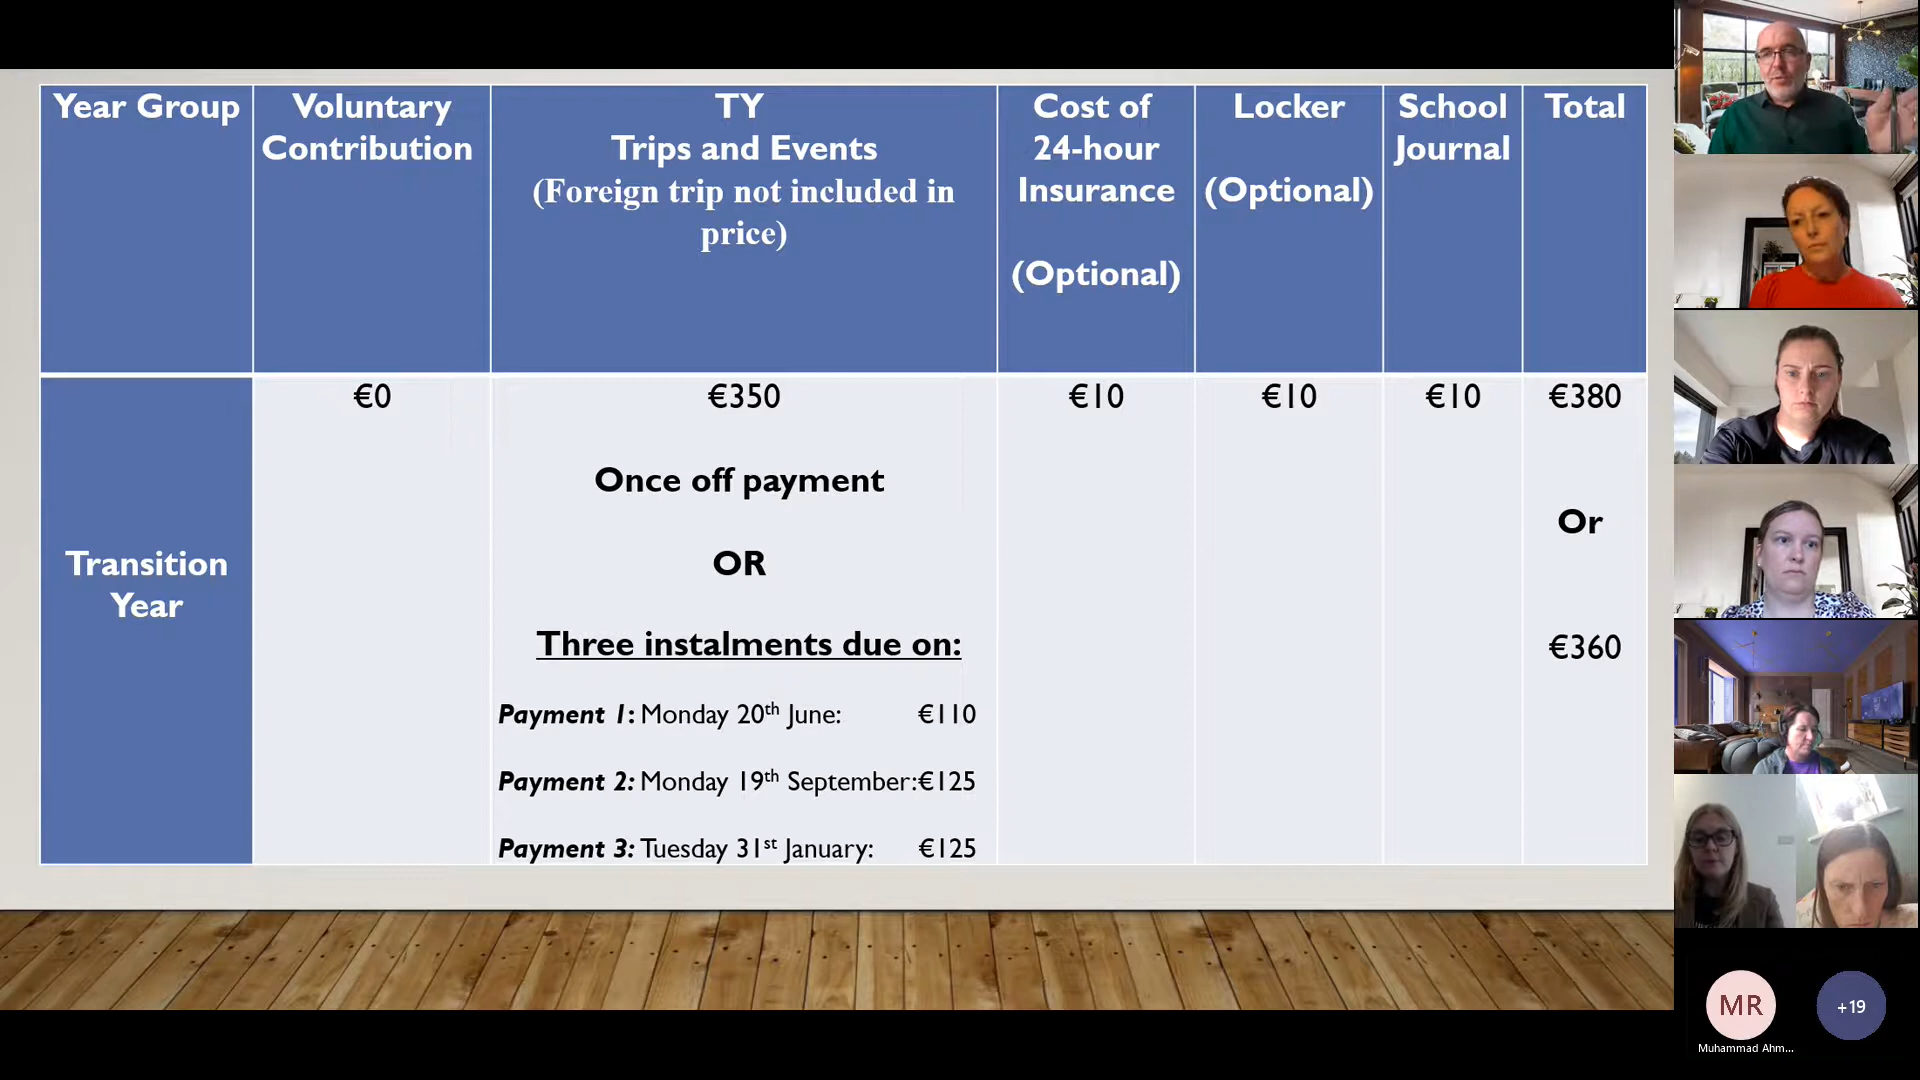 Year Group
Voluntary
Contribution
TY
Trips and Events
(Foreign trip not included in
price)
Cost of
24-hour
Insurance
(Optional)
Locker
(Optional)
School
Journal
Total
Transition
Year
€0
€350
Once off payment
OR
Three instalments due on:
Payment 1: Monday 20th June: €110
Payment 2: Monday 19th September:€125
Payment 3: Tuesday 31st January: €125
€10
€10
€10
€380
Or
€360
MR
+19
Muhammad Ahm...